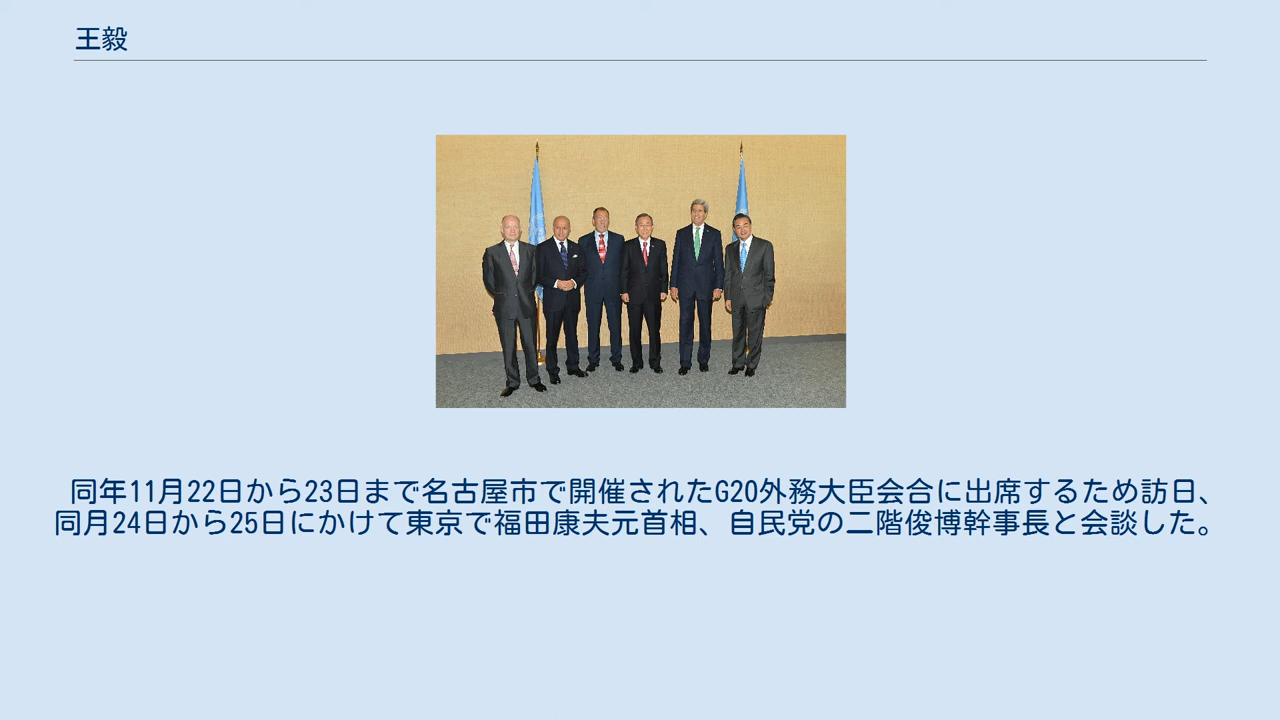 王毅
同年11月22日から23日まで名古屋市で開催されたG20外務大臣会合に出席するため訪日、
同月24日から25日にかけて東京で福田康夫元首相、自民党の二階俊博幹事長と会談した。